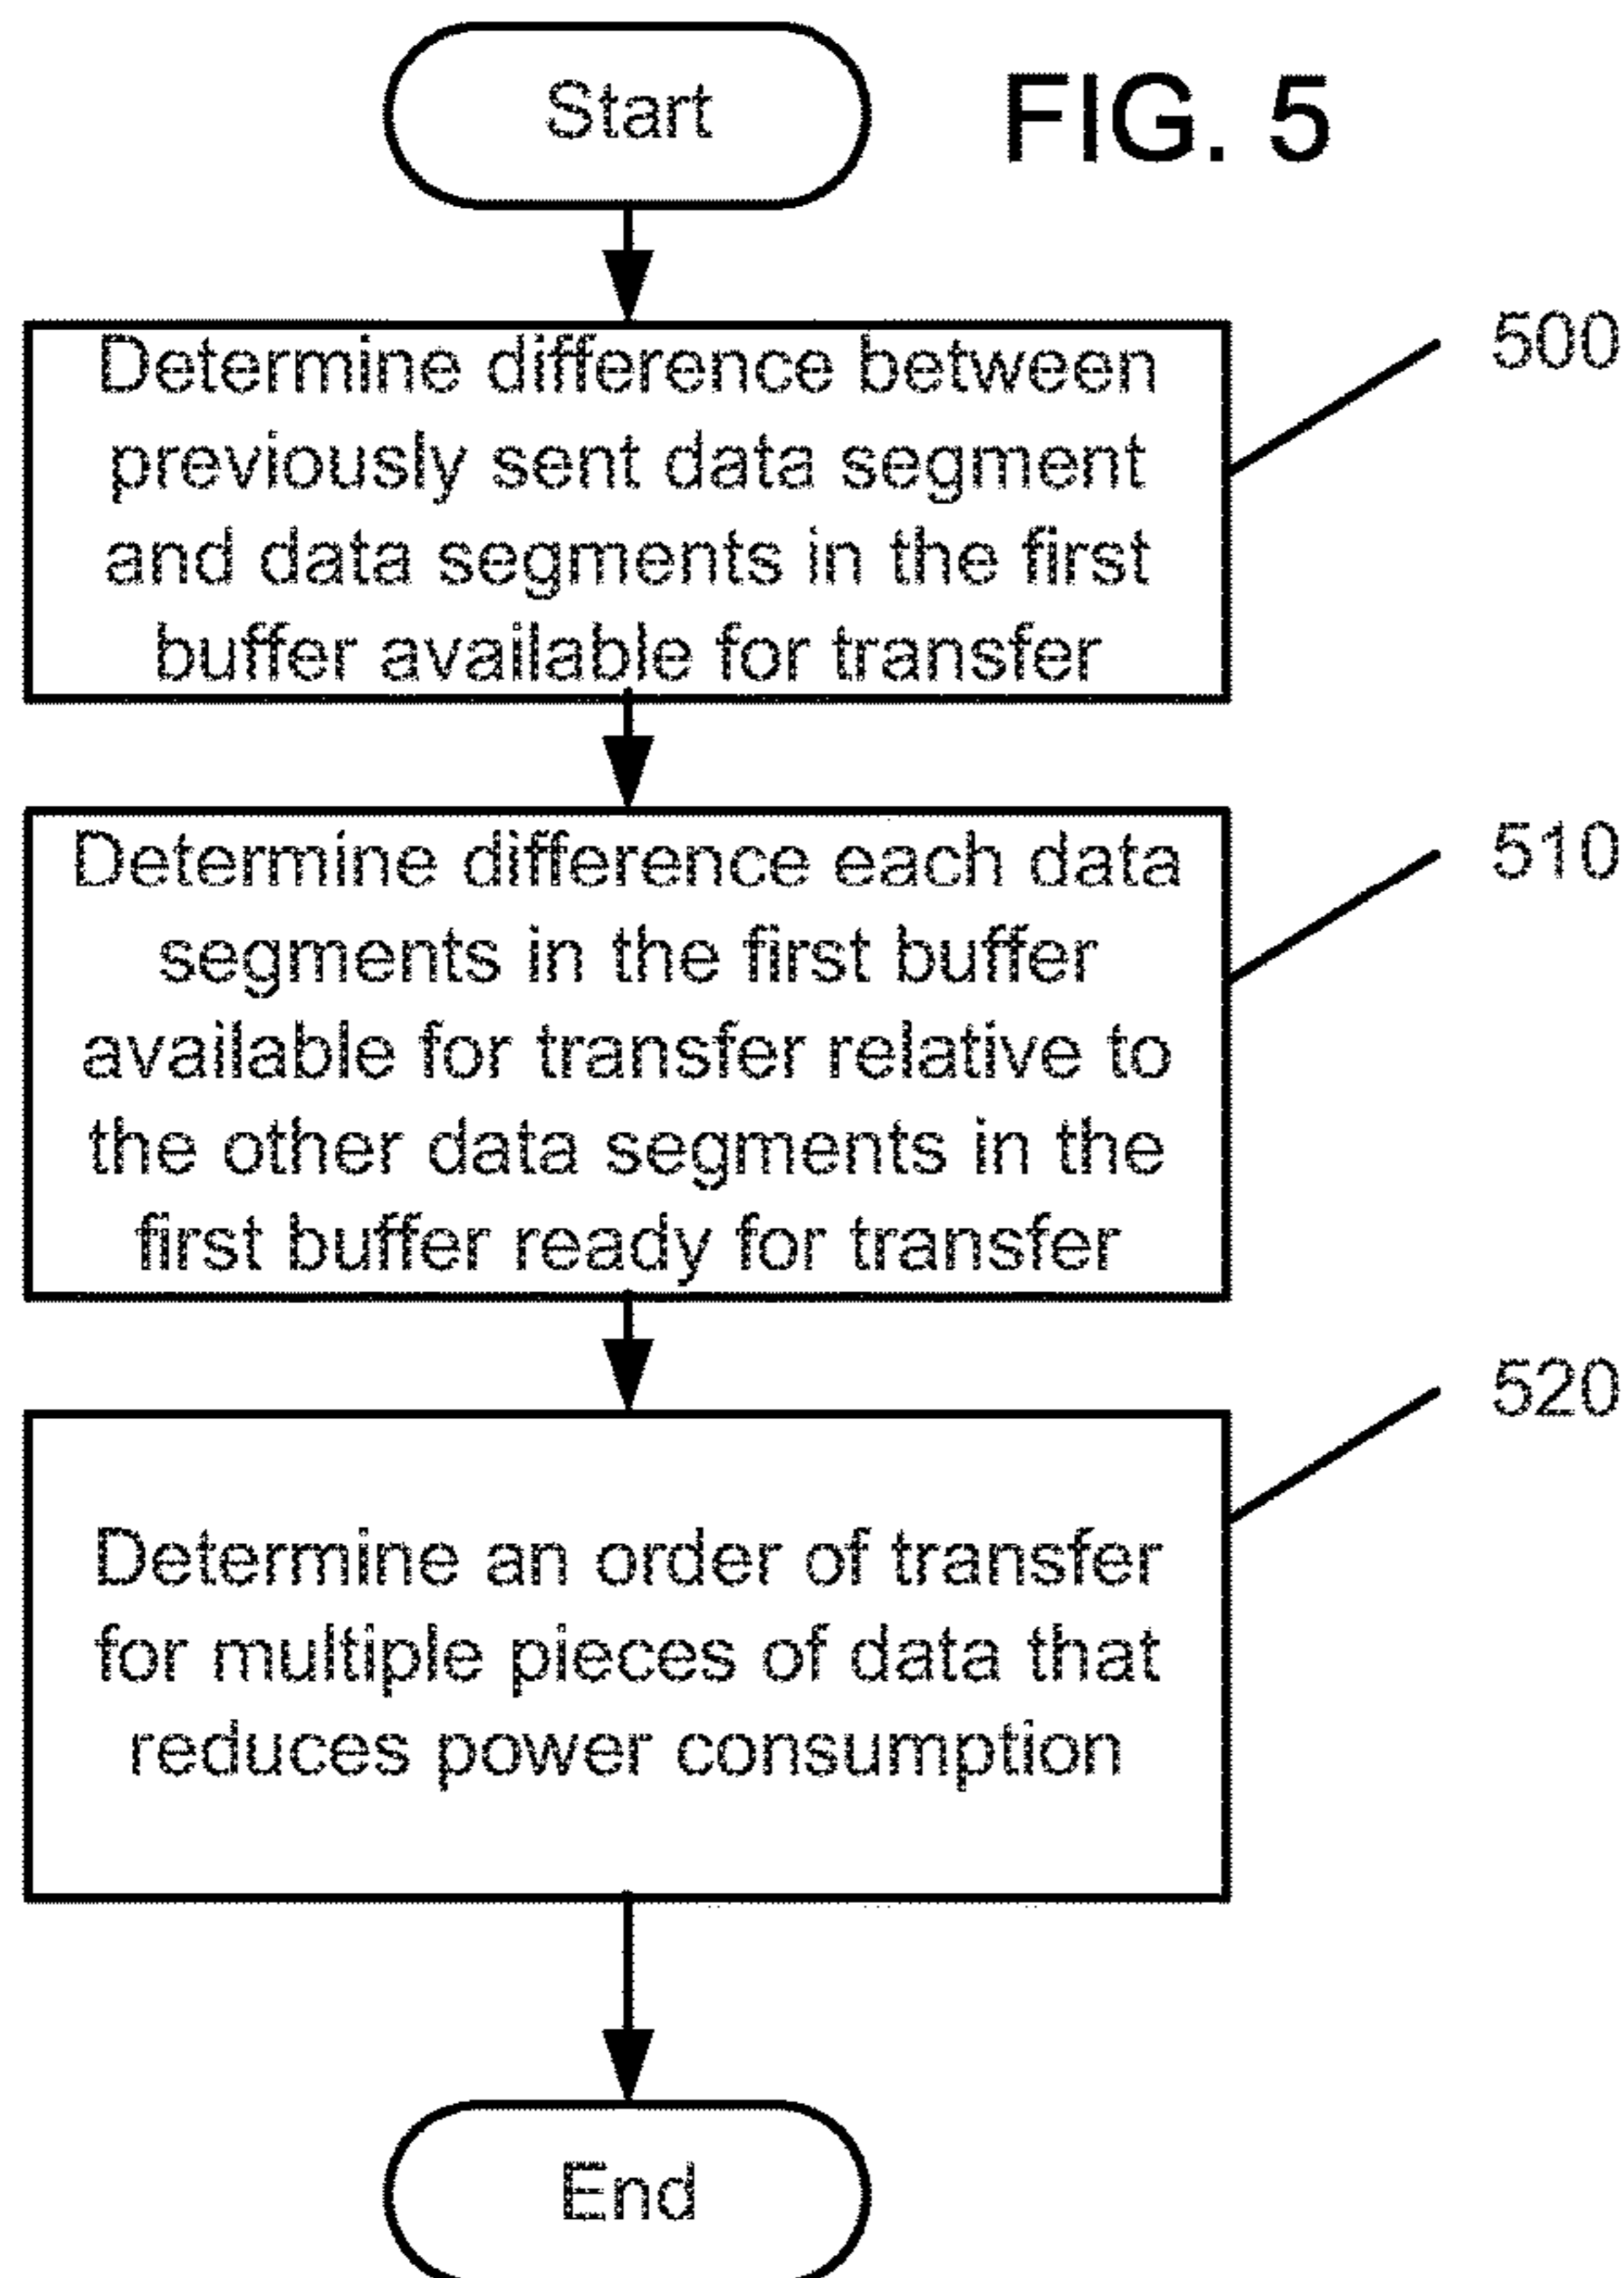 Start
FIG. 5
Determine difference between
previously sent data segment
and data segments in the first
buffer available for transfer
500
Determine difference each data
segments in the first buffer
available for transfer relative to
the other data segments in the
first buffer ready for transfer
510
Determine an order of transfer
for multiple pieces of data that
reduces power consumption
520
End